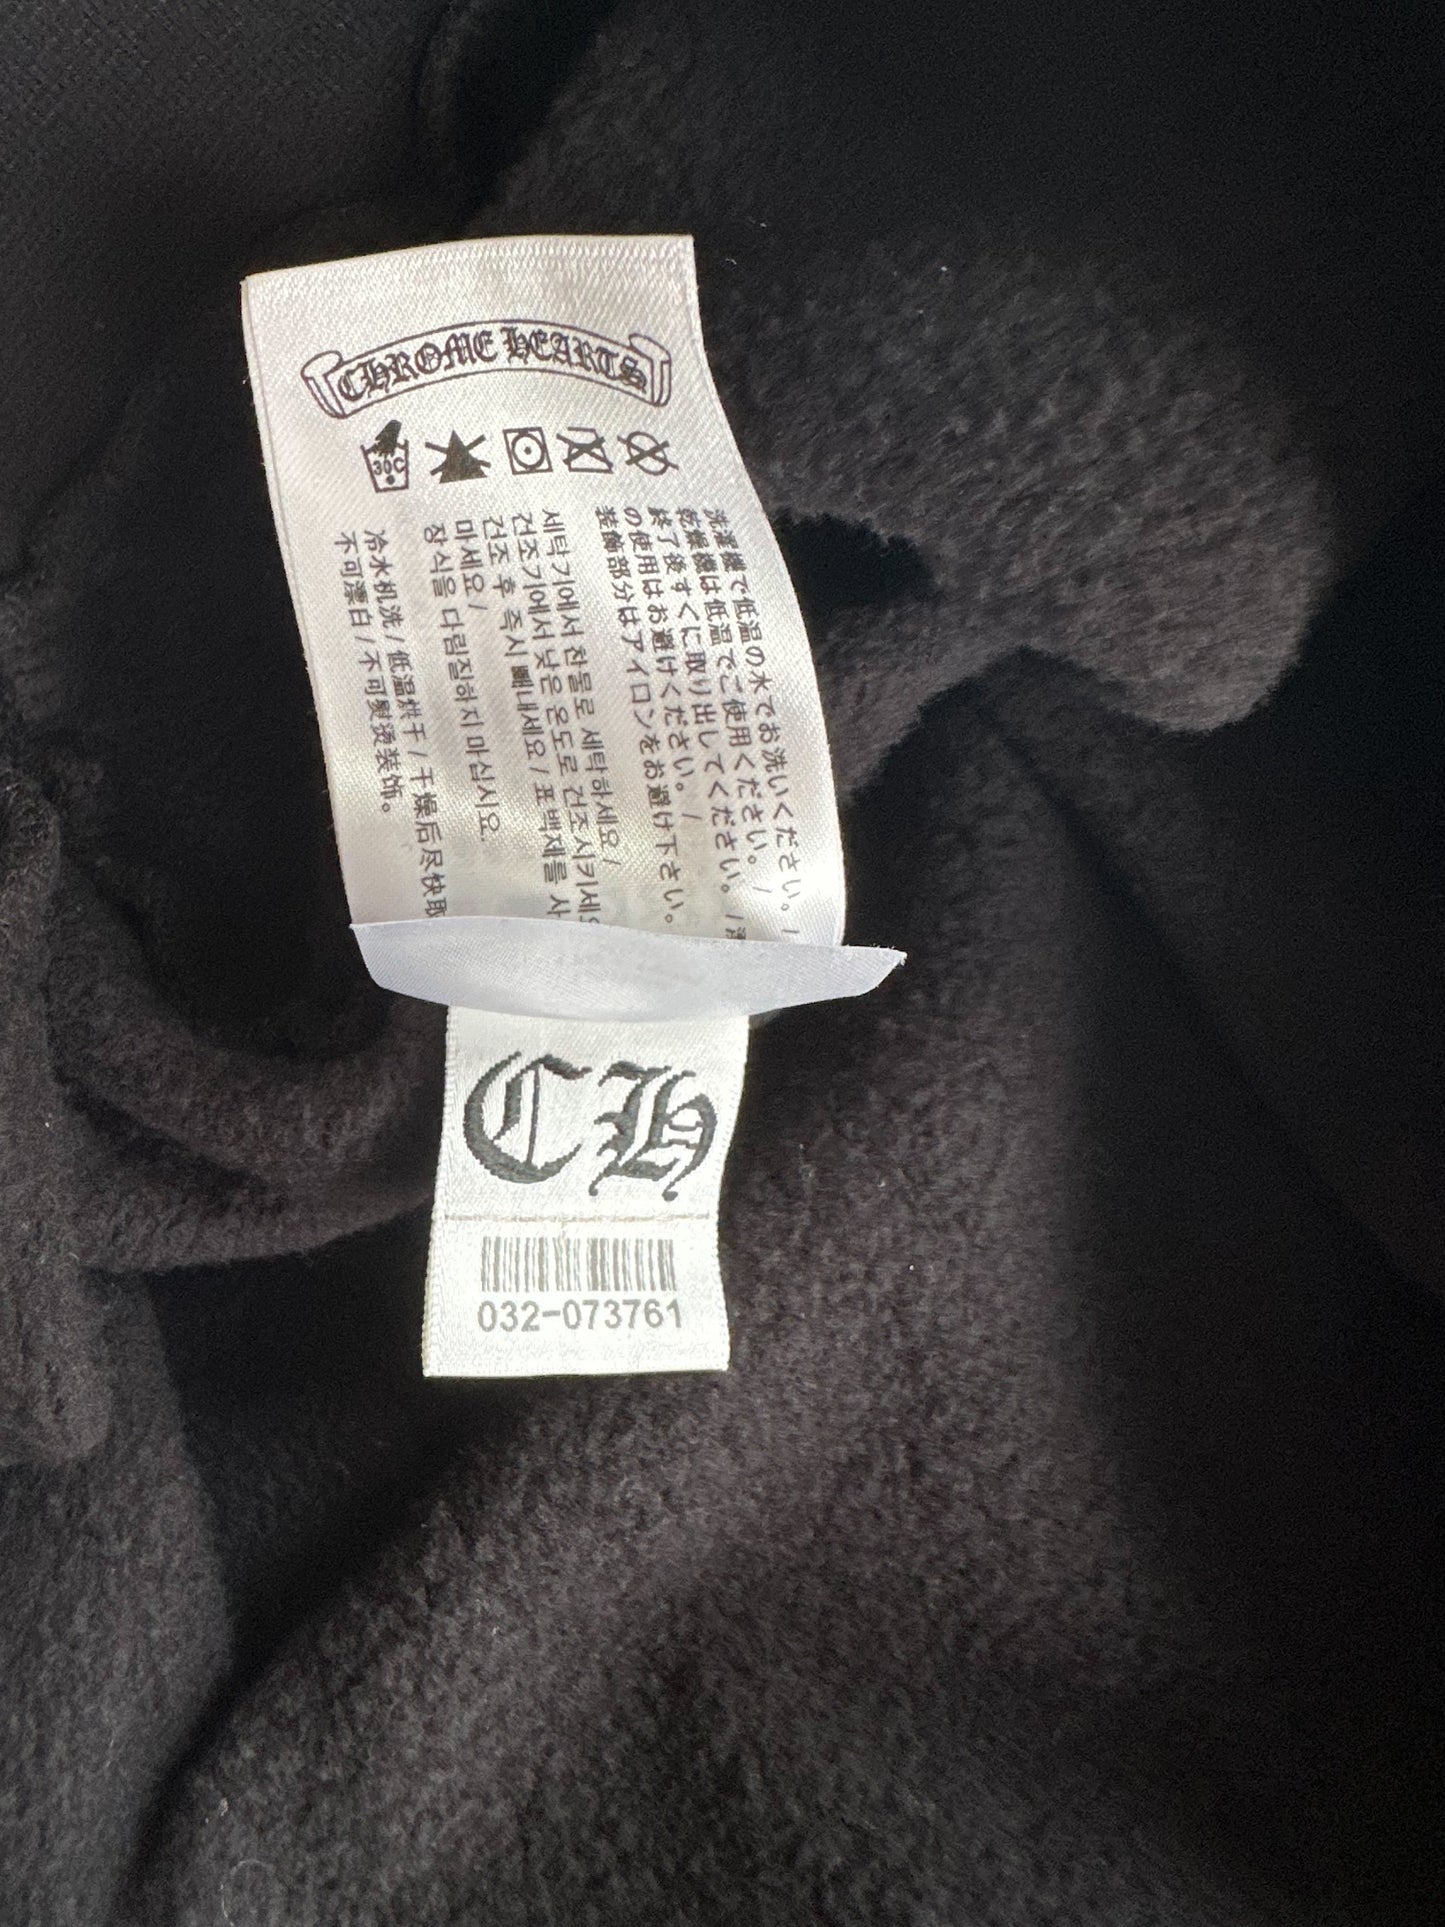 CHROME HEARTS
30C
洗濯機で低温の水でお洗いください。/
乾燥機は低温でご使用ください。/
終了後すぐに取り出してください。/漂
の使用はお避けください。/
装飾部分はアイロンをお避け下さい。
세탁기에서 찬물로 세탁하세요/
건조기에서 낮은 온도로 건조시키세요
건조 후 즉시 빼내세요/표백제를 사
마세요/
장식을 다림질하지 마십시요.
冷水机洗/低温烘干/干燥后尽快取
不可漂白/不可熨烫装饰。
CH
032-073761